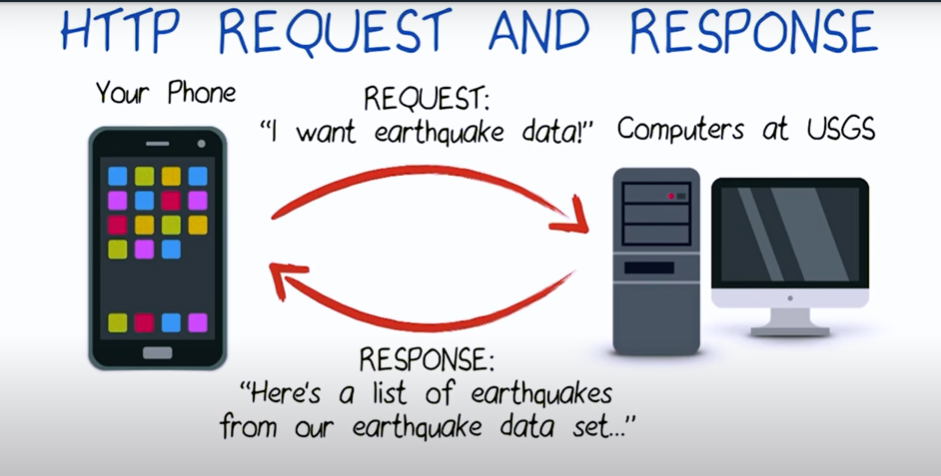 HTTP REQUEST AND RESPONSE
Your Phone
REQUEST:
“I want earthquake data!”
Computers at USGS
RESPONSE:
“Here's a list of earthquakes
from our earthquake data set...”